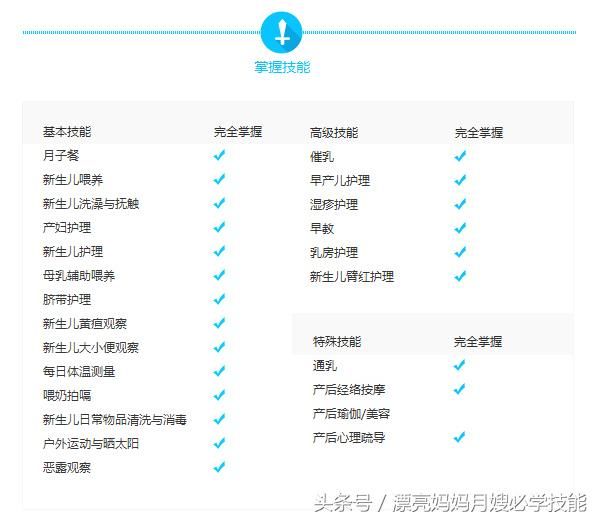 掌握技能
基本技能 完全掌握
月子餐
新生儿喂养
新生儿洗澡与抚触
产妇护理
新生儿护理
母乳辅助喂养
脐带护理
新生儿黄疸观察
新生儿大小便观察
每日体温测量
喂奶拍嗝
新生儿日常物品清洗与消毒
户外运动与晒太阳
恶露观察
高级技能 完全掌握
催乳
早产儿护理
湿疹护理
早教
乳房护理
新生儿臂红护理
特殊技能 完全掌握
通乳
产后经络按摩
产后瑜伽/美容
产后心理疏导
头条号 / 漂亮妈妈月嫂必学技能